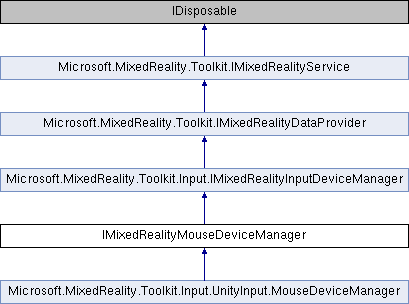 IDisposable
Microsoft.MixedReality.Toolkit.IMixedRealityService
Microsoft.MixedReality.Toolkit.IMixedRealityDataProvider
Microsoft.MixedReality.Toolkit.Input.IMixedRealityInputDeviceManager
IMixedRealityMouseDeviceManager
Microsoft.MixedReality.Toolkit.Input.UnityInput.MouseDeviceManager